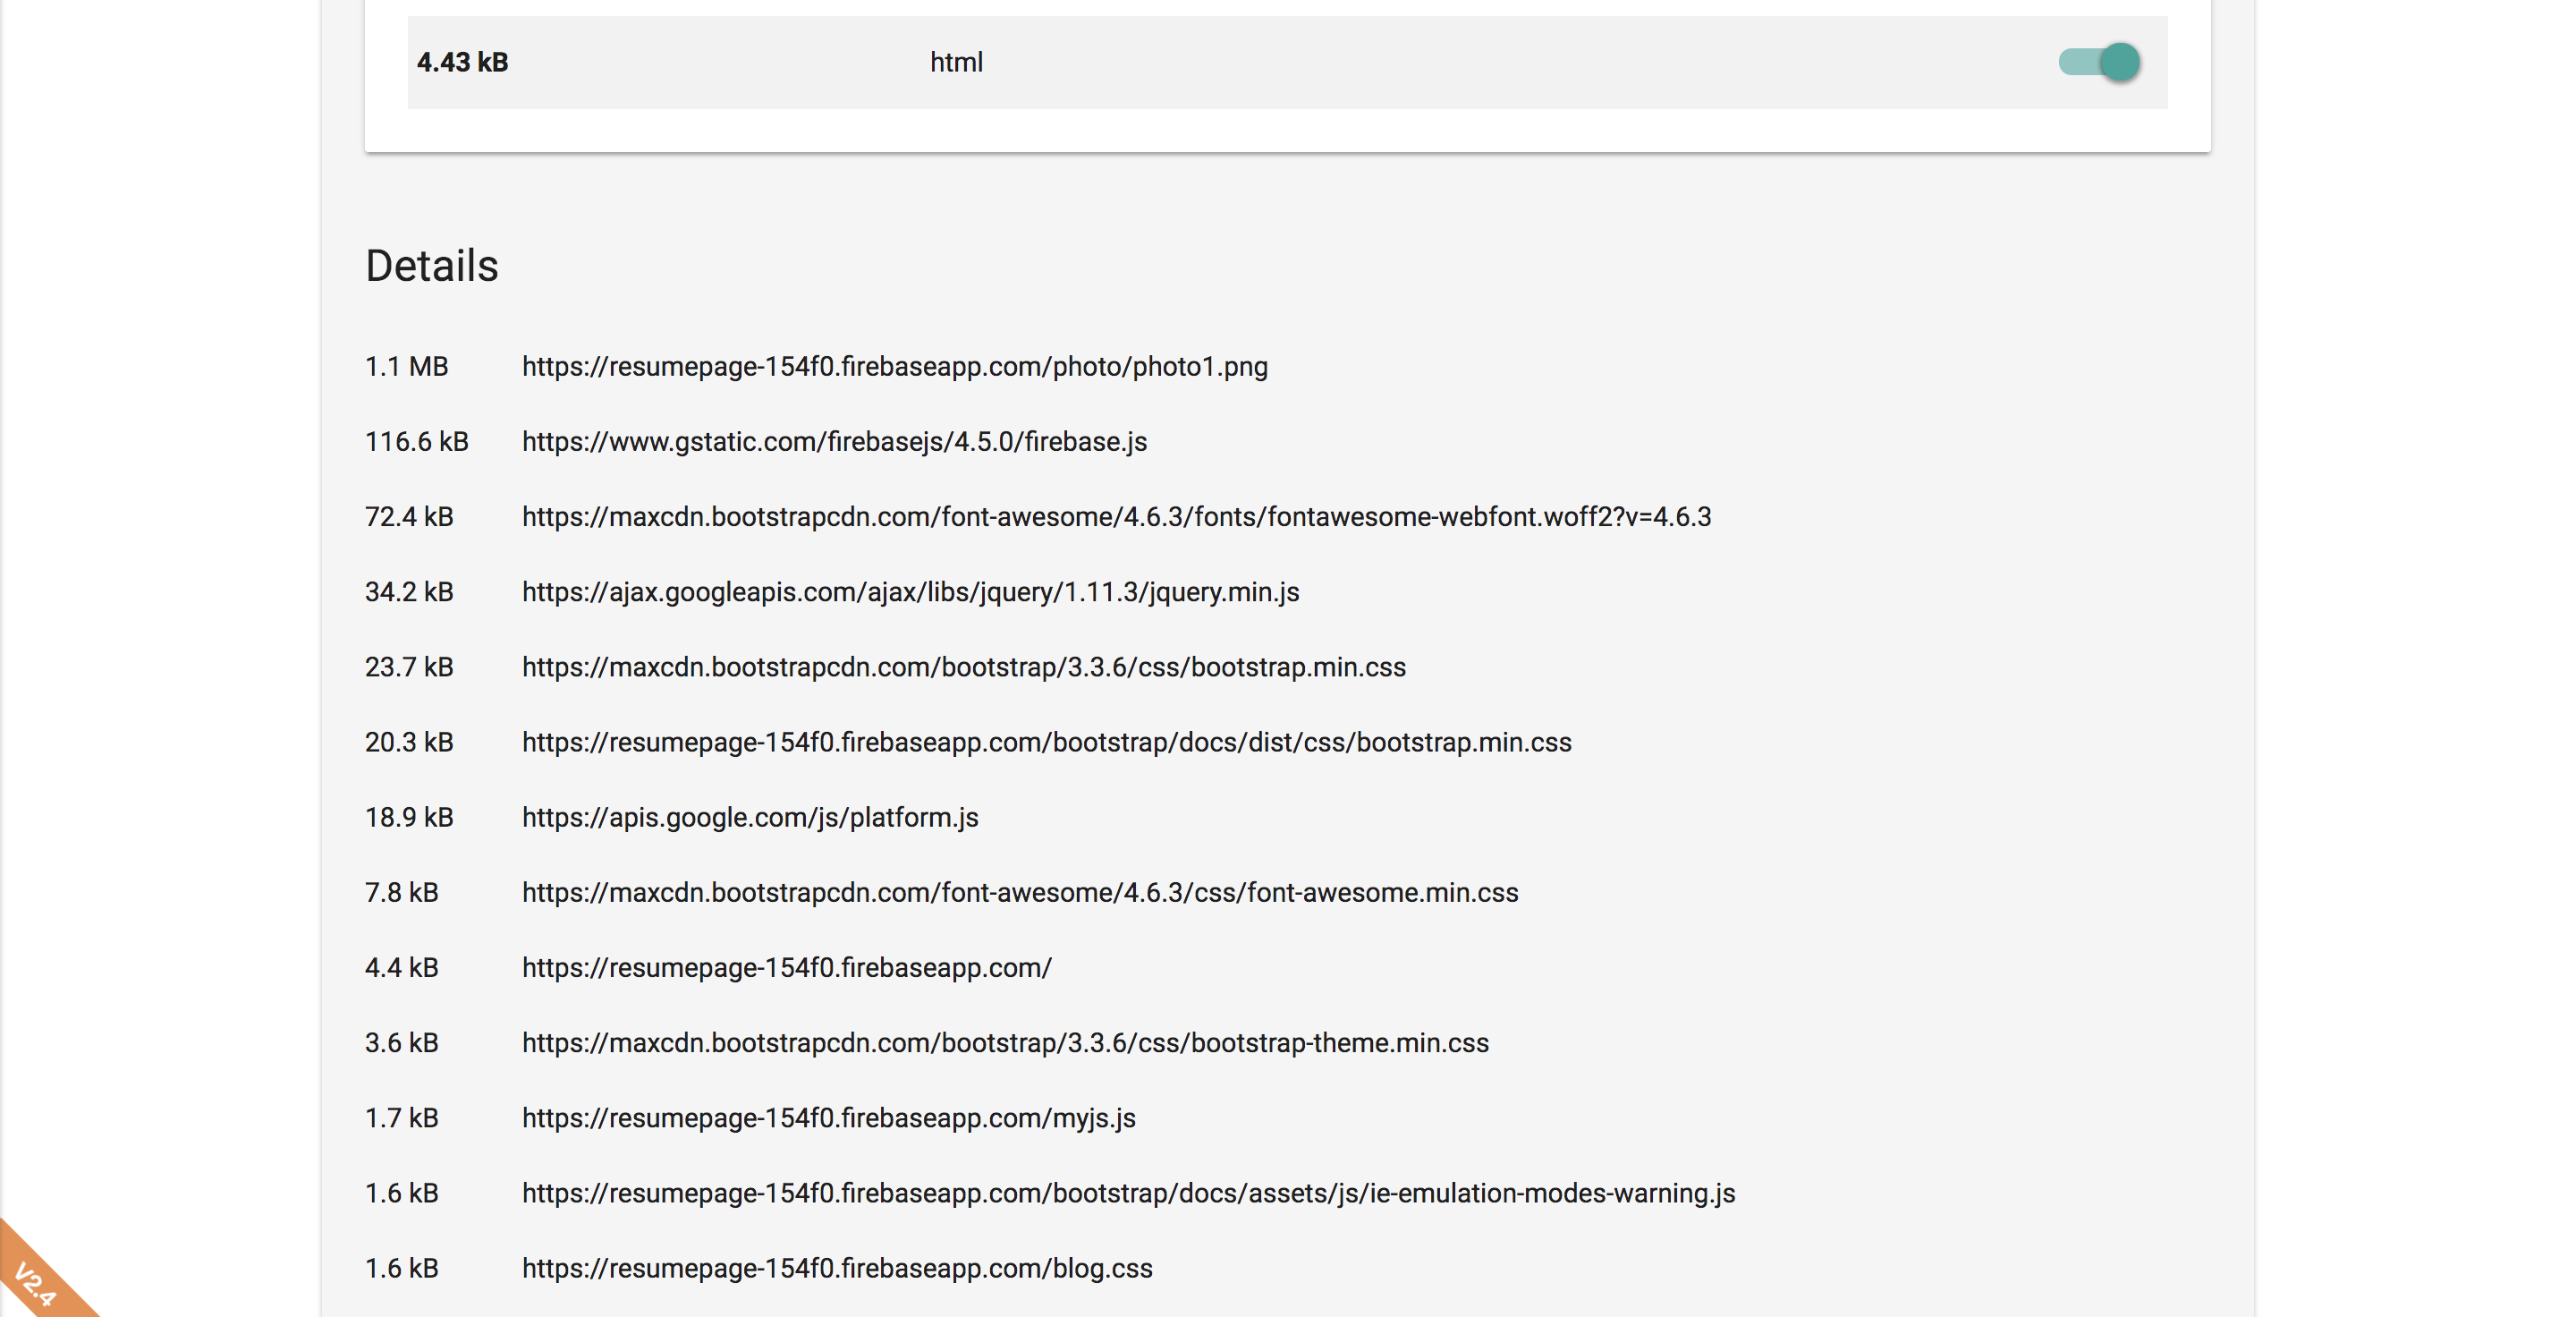 4.43 kB html
Details
1.1 MB https://resumepage-154f0.firebaseapp.com/photo/photo1.png
116.6 kB https://www.gstatic.com/firebasejs/4.5.0/firebase.js
72.4 kB https://maxcdn.bootstrapcdn.com/font-awesome/4.6.3/fonts/fontawesome-webfont.woff2?v=4.6.3
34.2 kB https://ajax.googleapis.com/ajax/libs/jquery/1.11.3/jquery.min.js
23.7 kB https://maxcdn.bootstrapcdn.com/bootstrap/3.3.6/css/bootstrap.min.css
20.3 kB https://resumepage-154f0.firebaseapp.com/bootstrap/docs/dist/css/bootstrap.min.css
18.9 kB https://apis.google.com/js/platform.js
7.8 kB https://maxcdn.bootstrapcdn.com/font-awesome/4.6.3/css/font-awesome.min.css
4.4 kB https://resumepage-154f0.firebaseapp.com/
3.6 kB https://maxcdn.bootstrapcdn.com/bootstrap/3.3.6/css/bootstrap-theme.min.css
1.7 kB https://resumepage-154f0.firebaseapp.com/myjs.js
1.6 kB https://resumepage-154f0.firebaseapp.com/bootstrap/docs/assets/js/ie-emulation-modes-warning.js
1.6 kB https://resumepage-154f0.firebaseapp.com/blog.css
V2.4